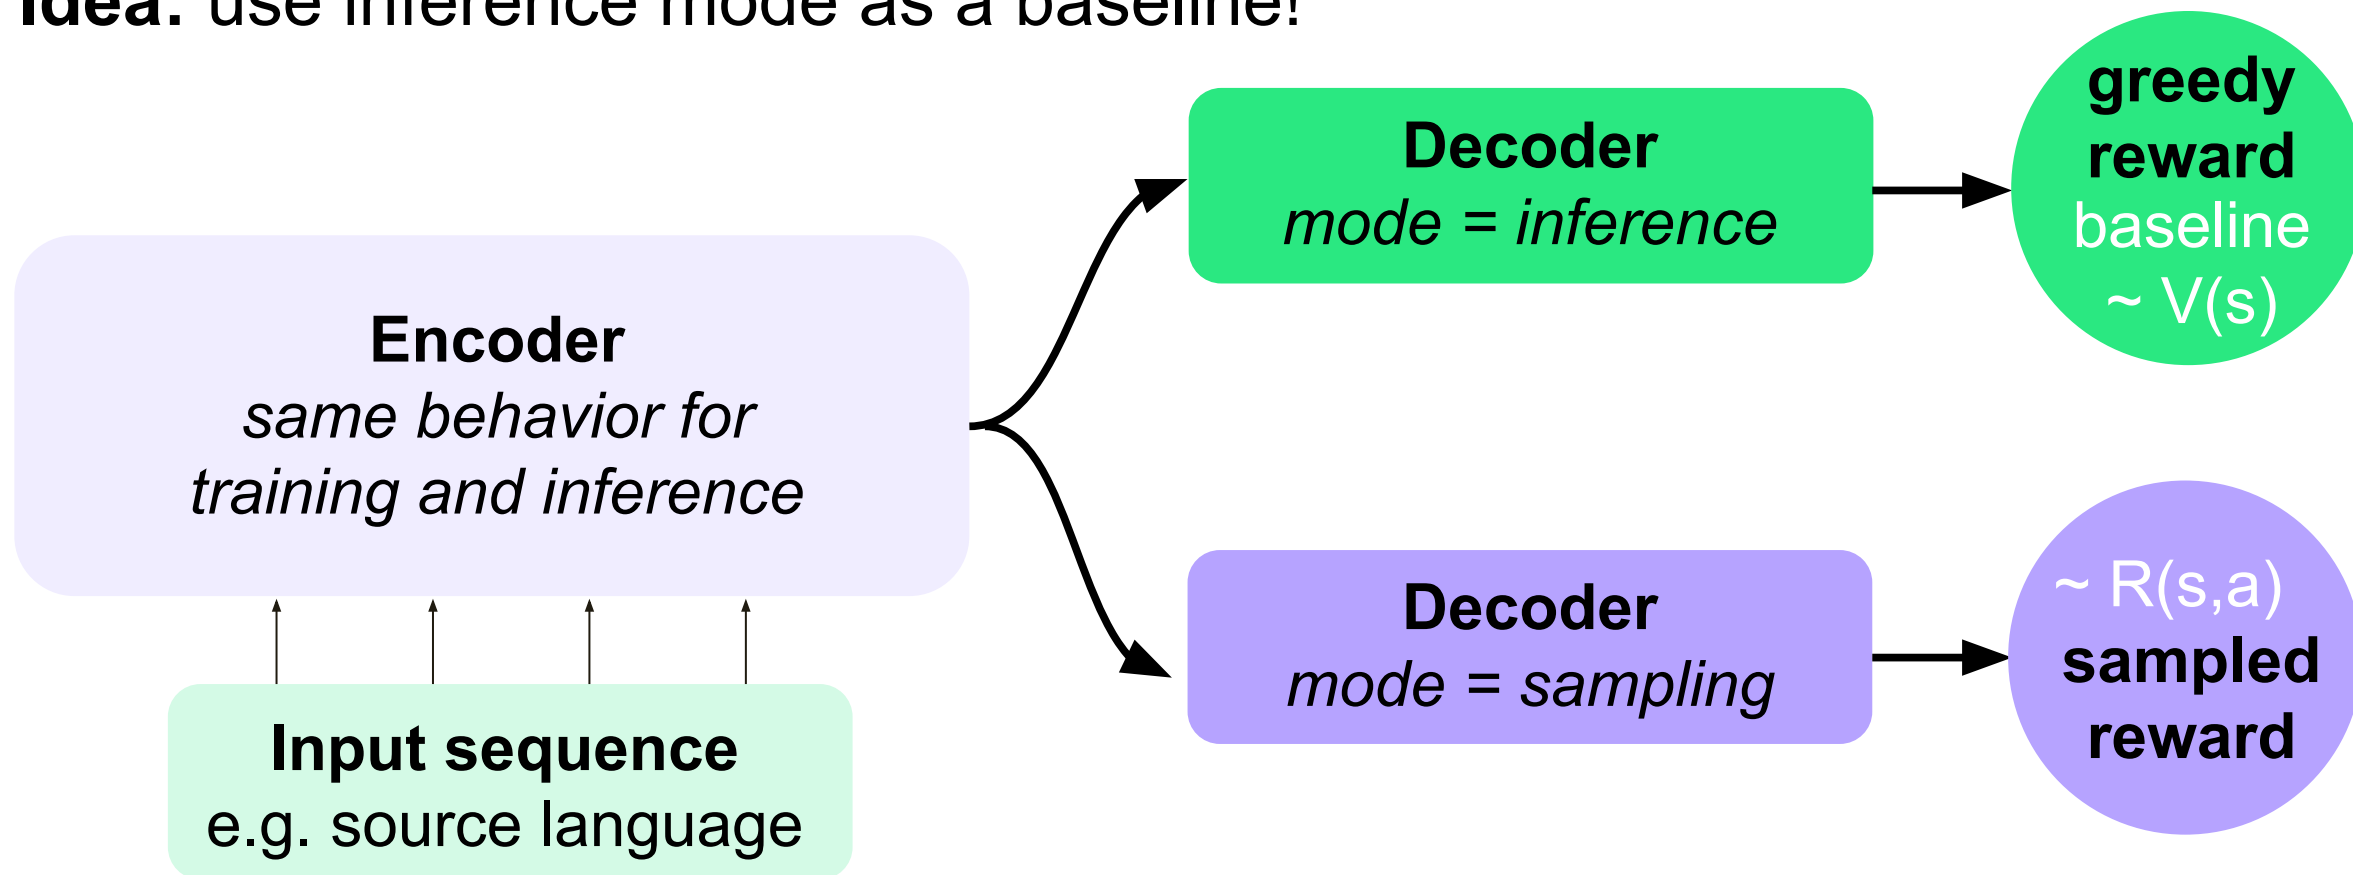 Idea: use inference mode as a baseline!
Encoder
same behavior for
training and inference
Input sequence
e.g. source language
Decoder
mode = inference
greedy
reward
baseline
~ V(s)
Decoder
mode = sampling
~ R(s,a)
sampled
reward